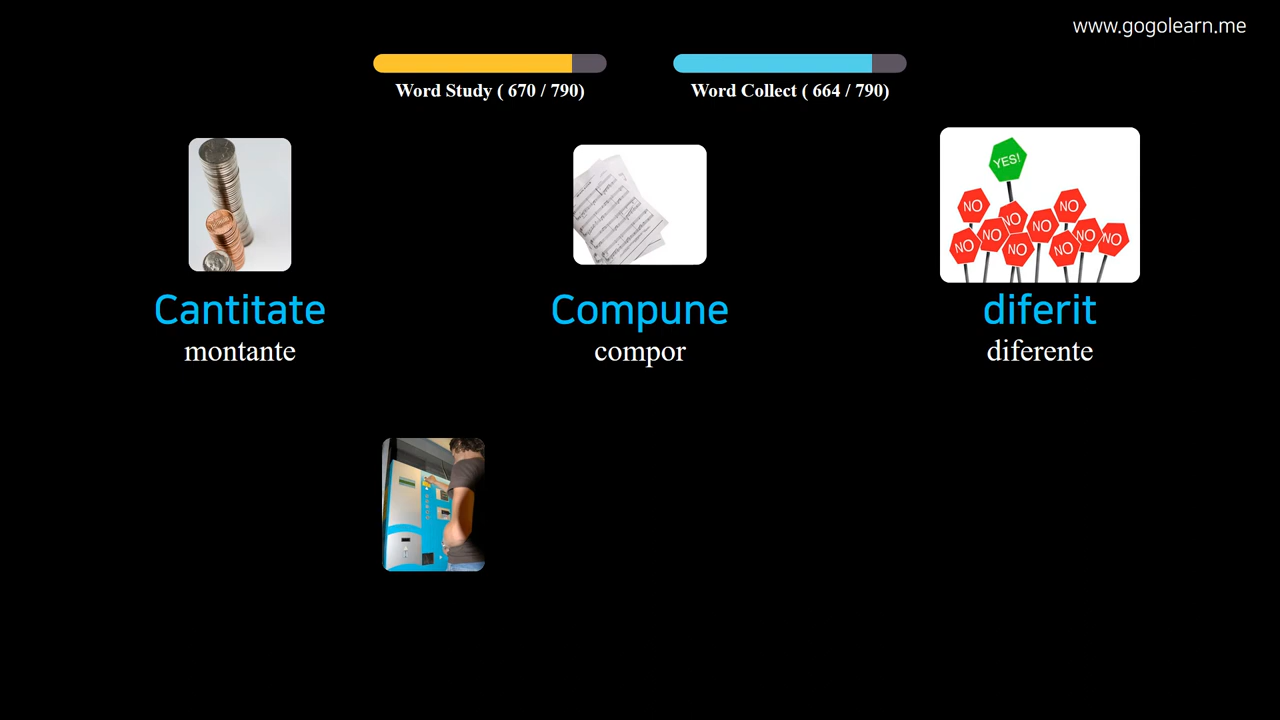 www.gogolearn.me
Word Study ( 670 / 790)
Word Collect ( 664 / 790)
YES!
NO
NO
NO
NO
NO
NO
NO
NO
NO
NO
Cantitate
montante
Compune
compor
diferit
diferente